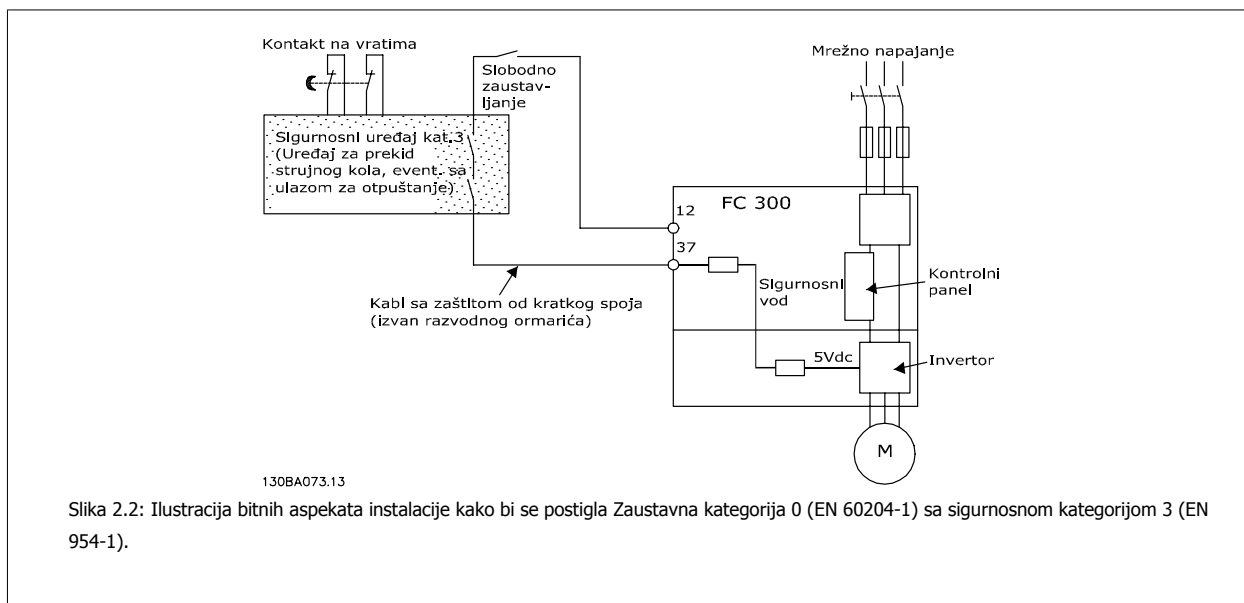 Kontakt na vratima
Slobodno
zaustav-
ljanje
Mrežno napajanje
Sigurnosni uređaj kat.3
(Uređaj za prekid
strujnog kola, event. sa
ulazom za otpuštanje)
12
FC 300
37
Sigurnosni
vod
Kontrolni
panel
Kabl sa zaštitom od kratkog spoja
(izvan razvodnog ormarića)
5Vdc
Invertor
M
130BA073.13
Slika 2.2: Ilustracija bitnih aspekata instalacije kako bi se postigla Zaustavna kategorija 0 (EN 60204-1) sa sigurnosnom kategorijom 3 (EN
954-1).